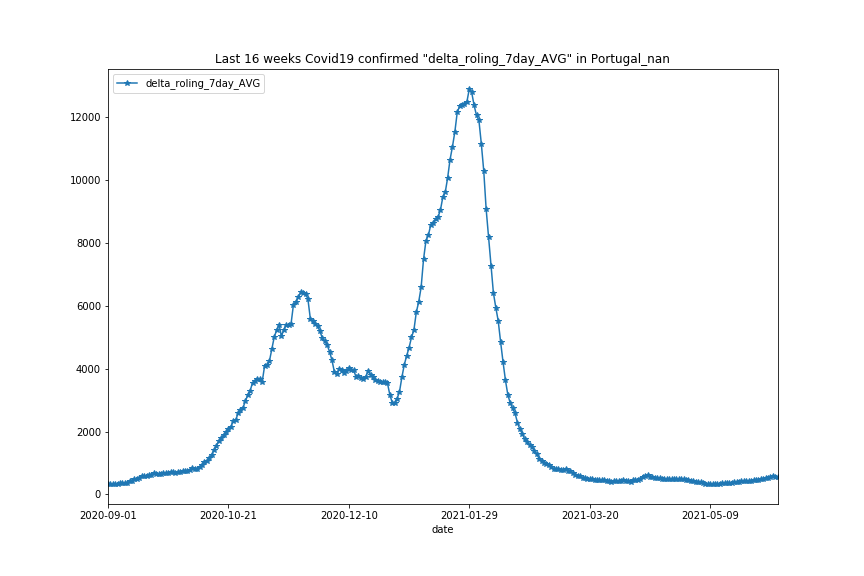 Last 16 weeks Covid19 confirmed "delta_roling_7day_AVG" in Portugal_nan
delta_roling_7day_AVG
12000
10000
8000
6000
4000
2000
0
2020-09-01 2020-10-21 2020-12-10 2021-01-29 2021-03-20 2021-05-09
date